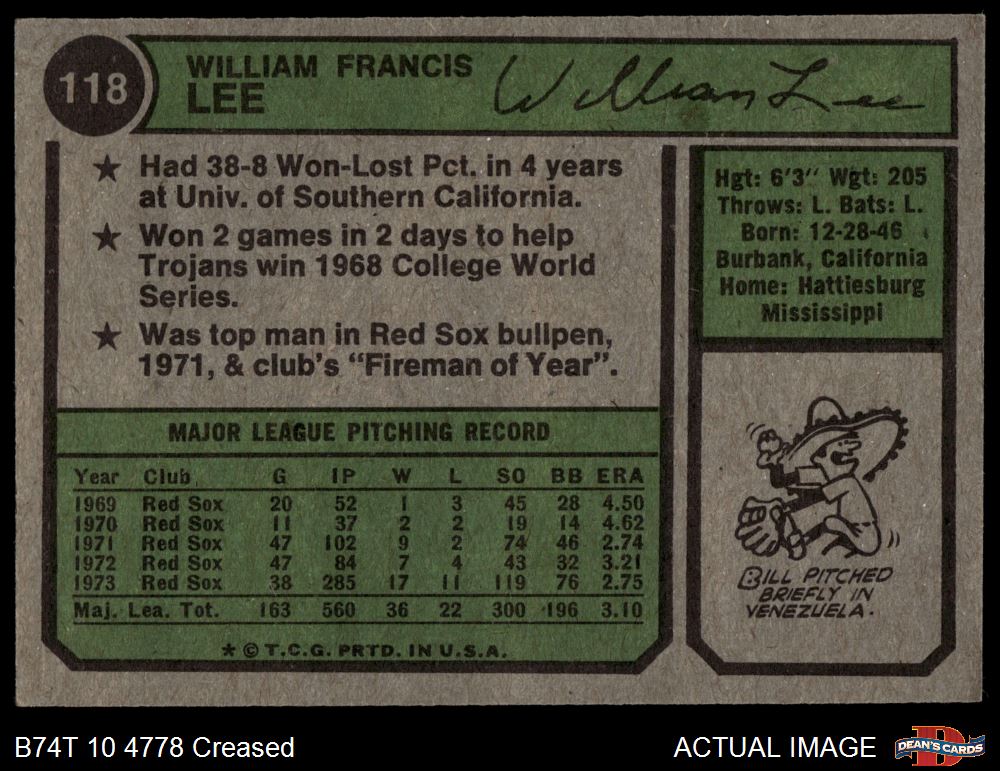 118
WILLIAM FRANCIS
LEE
William Lee
★ Had 38-8 Won-Lost Pct. in 4 years
at Univ. of Southern California.
★ Won 2 games in 2 days to help
Trojans win 1968 College World
Series.
★ Was top man in Red Sox bullpen,
1971, & club's "Fireman of Year".
Hgt: 6'3" Wgt: 205
Throws: L. Bats: L.
Born: 12-28-46
Burbank, California
Home: Hattiesburg
Mississippi
MAJOR LEAGUE PITCHING RECORD
Year Club G IP W L SO BB ERA
1969 Red Sox 20 52 1 3 45 28 4.50
1970 Red Sox 11 37 2 2 19 14 4.62
1971 Red Sox 47 102 9 2 74 46 2.74
1972 Red Sox 47 84 7 4 43 32 3.21
1973 Red Sox 38 285 17 11 119 76 2.75
Maj. Lea. Tot. 163 560 36 22 300 196 3.10
★ © T.C.G. PRTD. IN U.S.A.
BILL PITCHED
BRIEFLY IN
VENEZUELA.
B74T 10 4778 Creased
ACTUAL IMAGE
D
DEAN'S CARDS